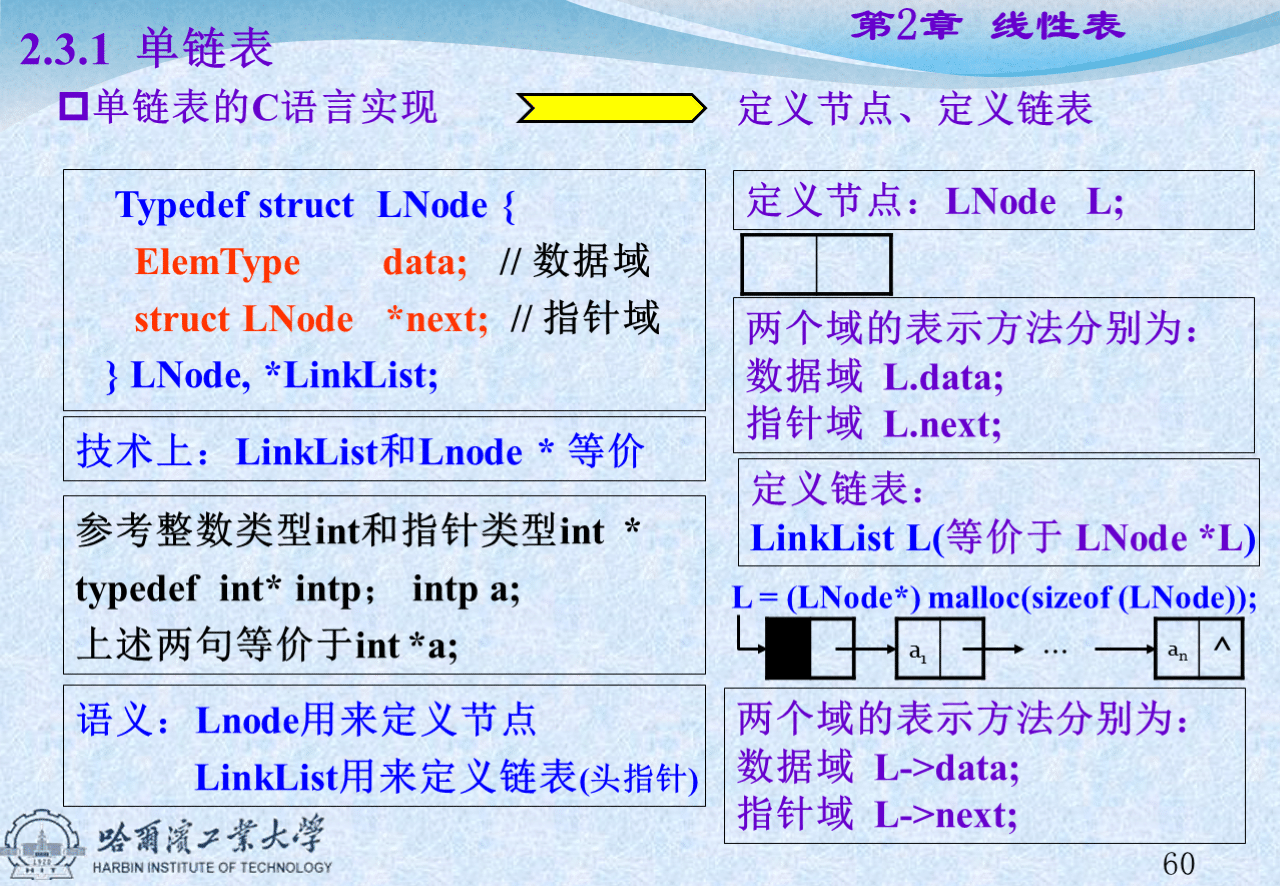 第2章 线性表
2.3.1 单链表
单链表的C语言实现
定义节点、定义链表
Typedef struct LNode {
ElemType data; // 数据域
struct LNode *next; // 指针域
} LNode, *LinkList;
技术上：LinkList和Lnode * 等价
参考整数类型int和指针类型int *
typedef int* intp； intp a;
上述两句等价于int *a;
语义：Lnode用来定义节点
LinkList用来定义链表(头指针)
定义节点：LNode L;
两个域的表示方法分别为：
数据域 L.data;
指针域 L.next;
定义链表：
LinkList L(等价于 LNode *L)
L = (LNode*) malloc(sizeof (LNode));
a1 … an ^
两个域的表示方法分别为：
数据域 L->data;
指针域 L->next;
哈爾濱工業大學
HARBIN INSTITUTE OF TECHNOLOGY
1920
HIT
60